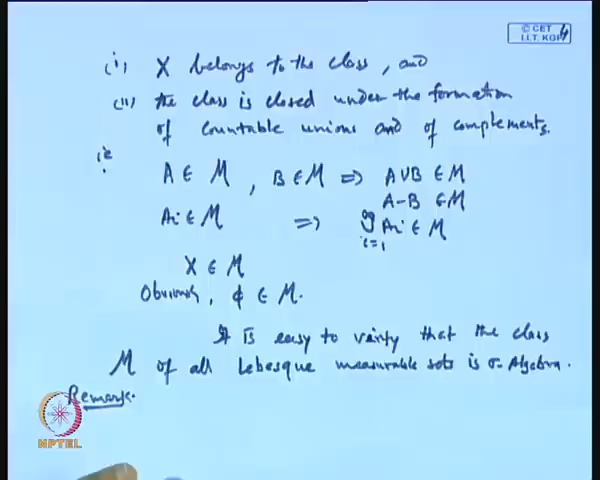 © CET
I.I.T. KGP
(i) X belongs to the class, and
(ii) the class is closed under the formation
of countable unions and of complements.
ie
A ∈ M, B ∈ M ⇒ A∪B ∈ M
A-B ∈ M
Ai ∈ M ⇒ ∞∪i=1 Ai ∈ M
X ∈ M
Obviously, φ ∈ M.
It is easy to verify that the class
M of all Lebesgue measurable sets is σ-Algebra.
Remark.
NPTEL